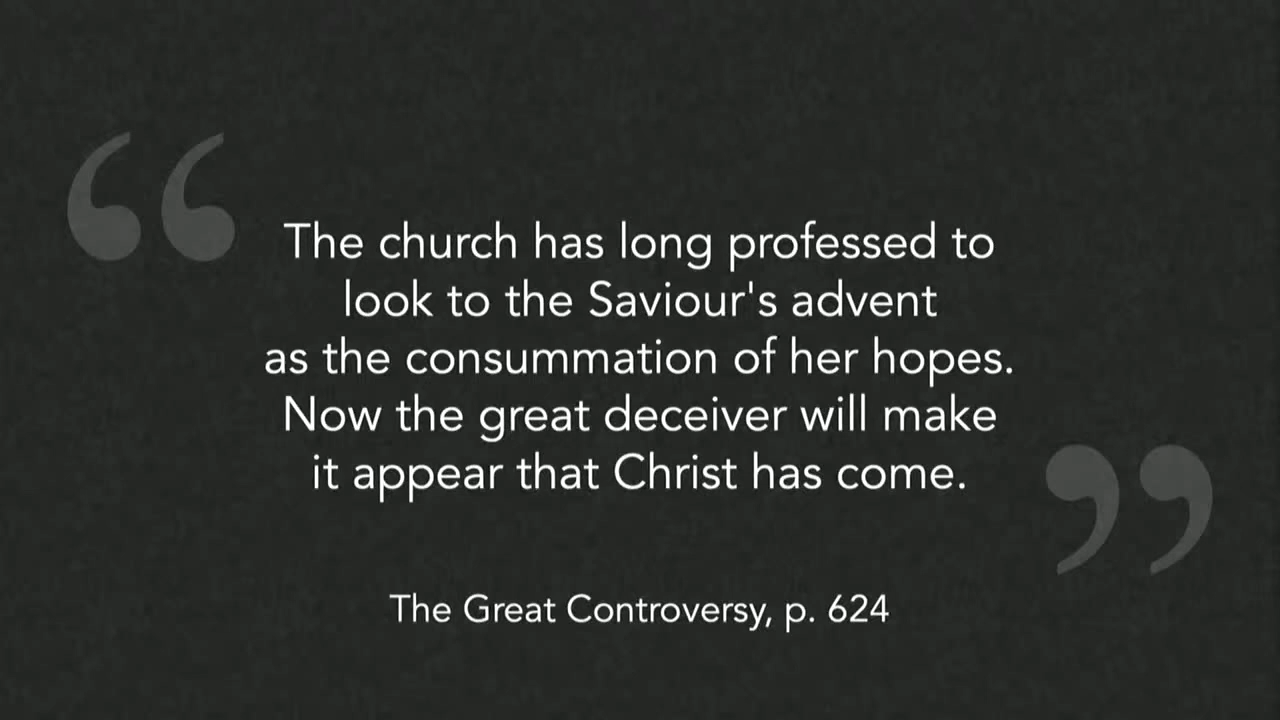 “
The church has long professed to
look to the Saviour's advent
as the consummation of her hopes.
Now the great deceiver will make
it appear that Christ has come.
”
The Great Controversy, p. 624